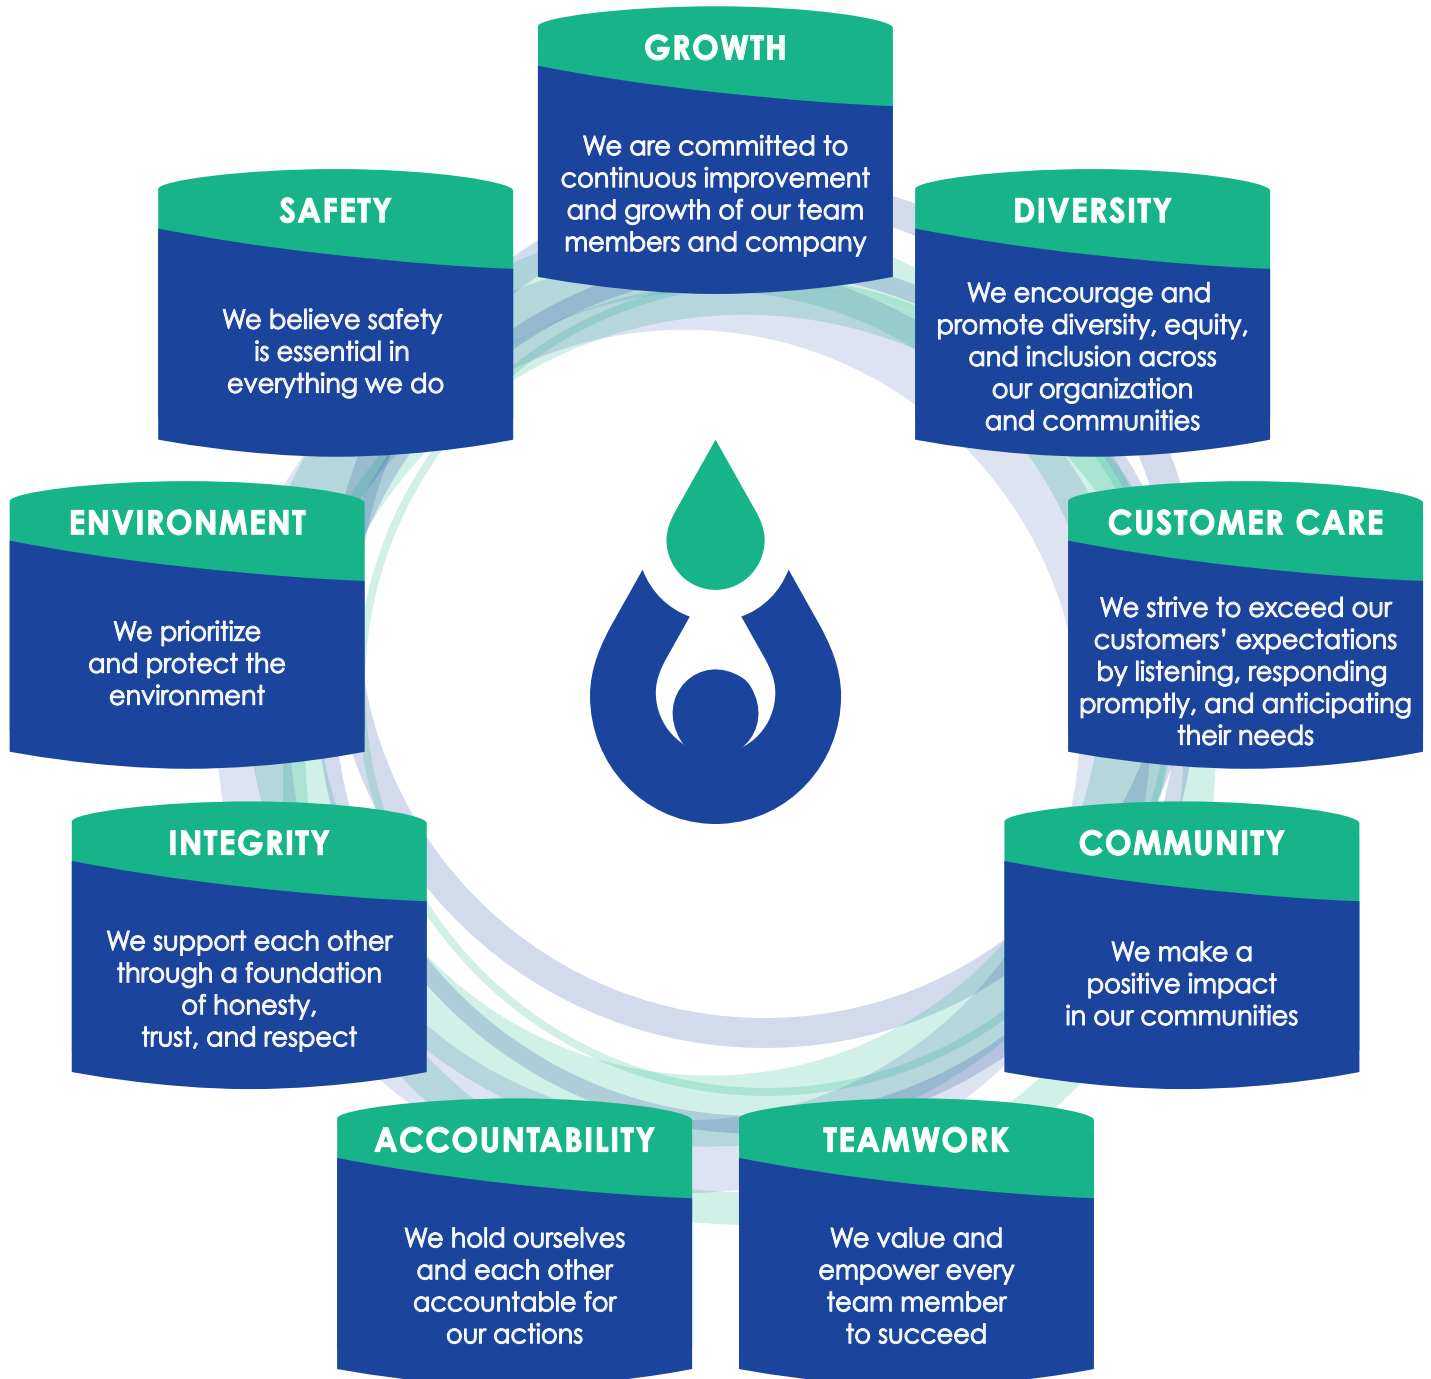 GROWTH
We are committed to
continuous improvement
and growth of our team
members and company
SAFETY
We believe safety
is essential in
everything we do
DIVERSITY
We encourage and
promote diversity, equity,
and inclusion across
our organization
and communities
ENVIRONMENT
We prioritize
and protect the
environment
CUSTOMER CARE
We strive to exceed our
customers’ expectations
by listening, responding
promptly, and anticipating
their needs
INTEGRITY
We support each other
through a foundation
of honesty,
trust, and respect
COMMUNITY
We make a
positive impact
in our communities
ACCOUNTABILITY
We hold ourselves
and each other
accountable for
our actions
TEAMWORK
We value and
empower every
team member
to succeed